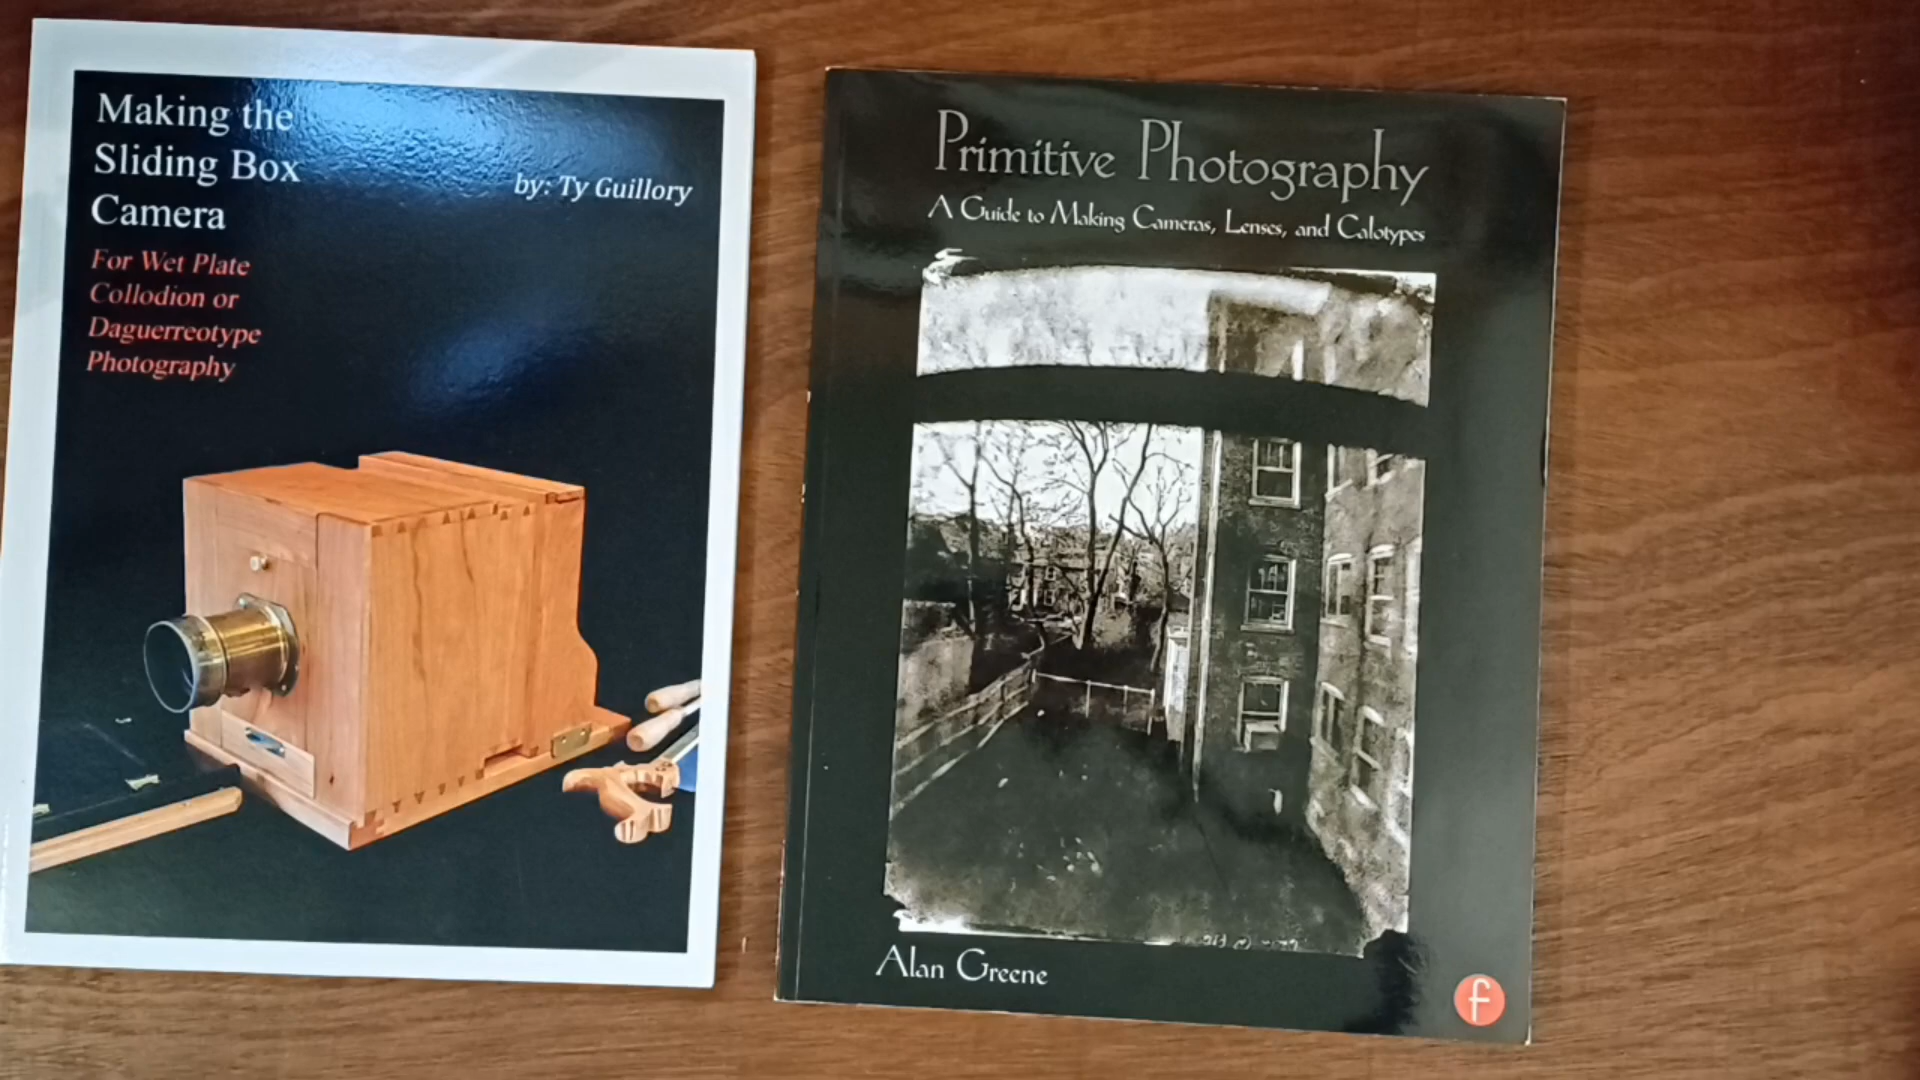 Making the
Sliding Box
Camera
by: Ty Guillory
For Wet Plate
Collodion or
Daguerreotype
Photography
Primitive Photography
A Guide to Making Cameras, Lenses, and Calotypes
Alan Greene
f